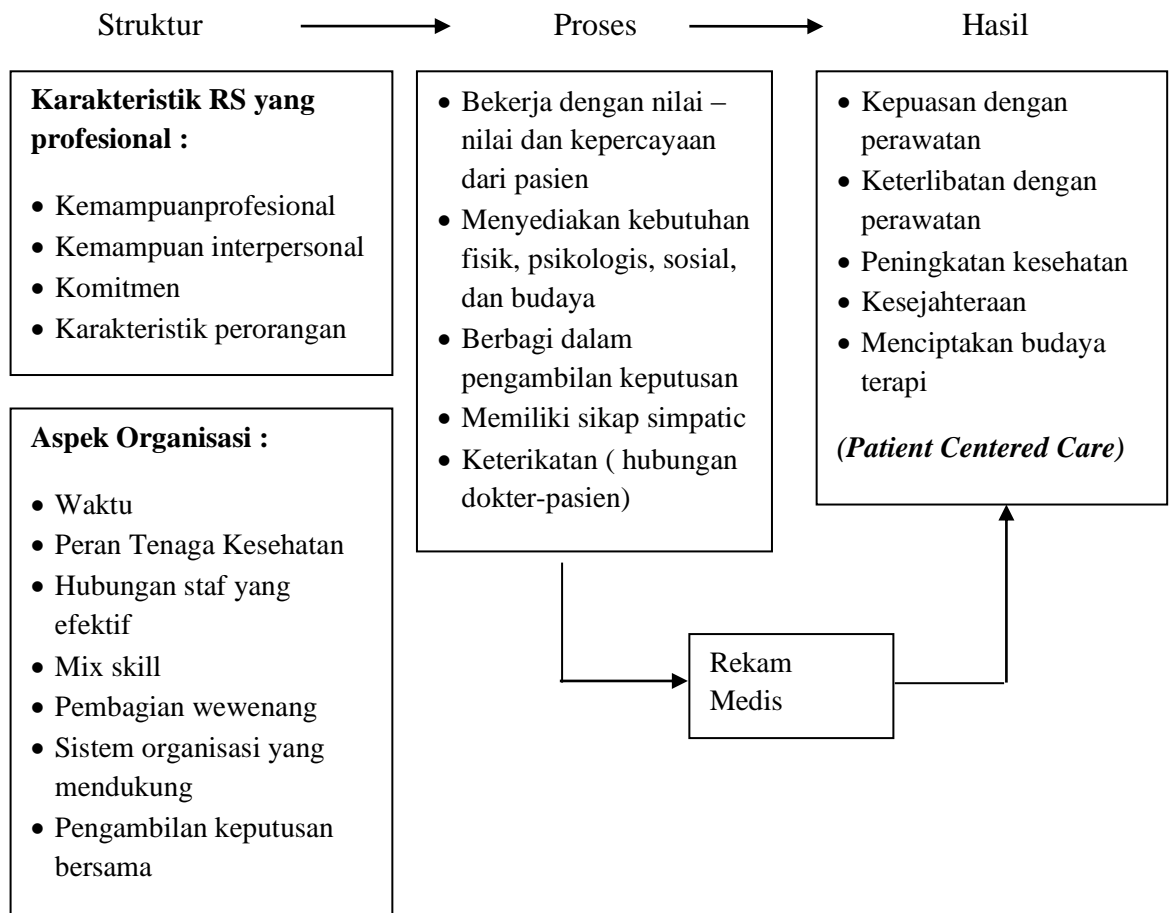 Struktur
Proses
Hasil
Karakteristik RS yang
profesional :
• Kemampuanprofesional
• Kemampuan interpersonal
• Komitmen
• Karakteristik perorangan
Aspek Organisasi :
• Waktu
• Peran Tenaga Kesehatan
• Hubungan staf yang
efektif
• Mix skill
• Pembagian wewenang
• Sistem organisasi yang
mendukung
• Pengambilan keputusan
bersama
• Bekerja dengan nilai –
nilai dan kepercayaan
dari pasien
• Menyediakan kebutuhan
fisik, psikologis, sosial,
dan budaya
• Berbagi dalam
pengambilan keputusan
• Memiliki sikap simpatic
• Keterikatan ( hubungan
dokter-pasien)
• Kepuasan dengan
perawatan
• Keterlibatan dengan
perawatan
• Peningkatan kesehatan
• Kesejahteraan
• Menciptakan budaya
terapi
(Patient Centered Care)
Rekam
Medis